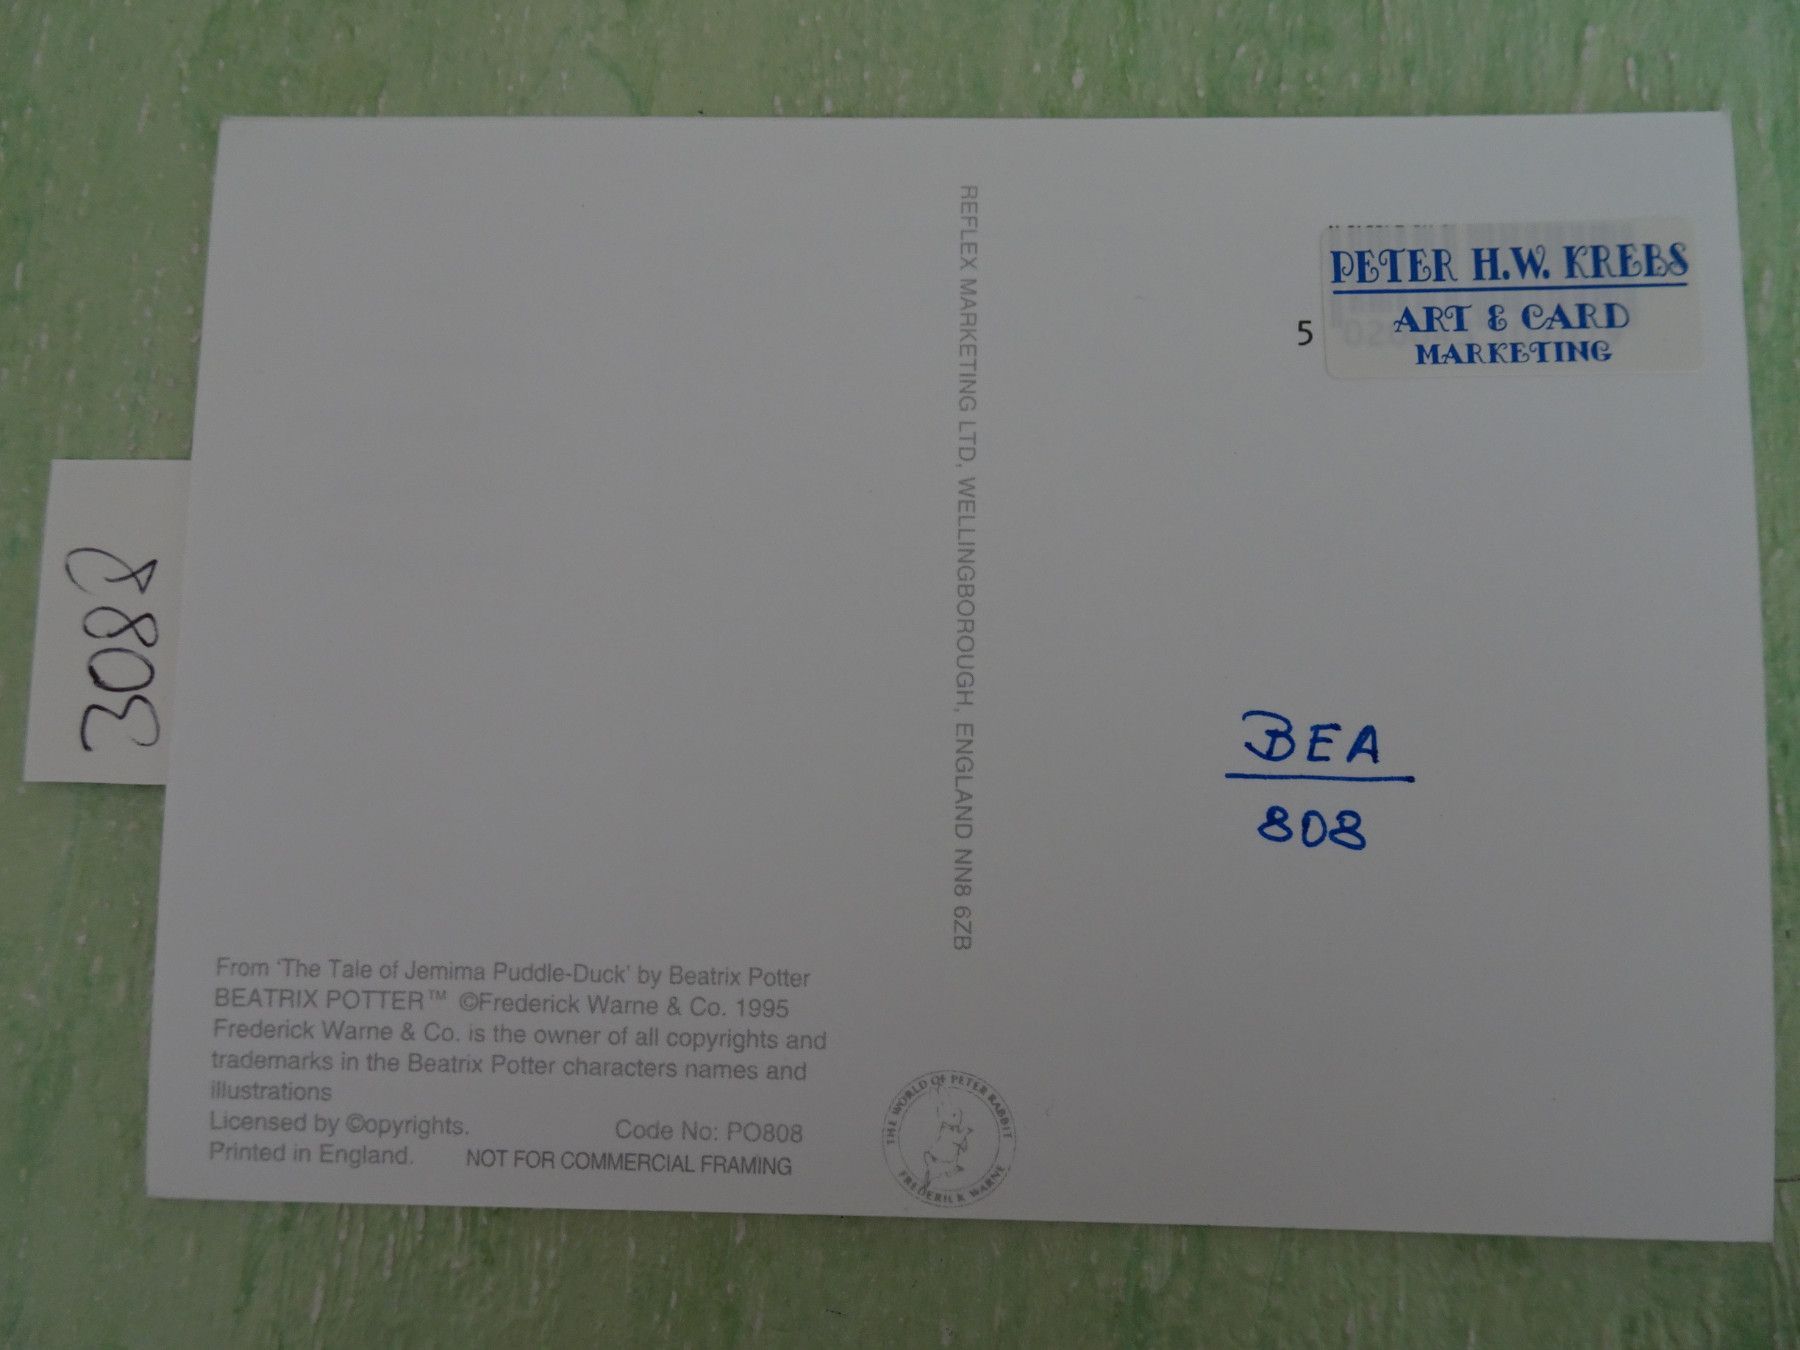 3088
REFLEX MARKETING LTD, WELLINGBOROUGH, ENGLAND NN8 6ZB
PETER H.W. KREBS
ART & CARD
MARKETING
5
BEA
808
From 'The Tale of Jemima Puddle-Duck' by Beatrix Potter
BEATRIX POTTER™ ©Frederick Warne & Co. 1995
Frederick Warne & Co. is the owner of all copyrights and
trademarks in the Beatrix Potter characters names and
illustrations
Licensed by ©opyrights. Code No: PO808
Printed in England. NOT FOR COMMERCIAL FRAMING
THE WORLD OF PETER RABBIT
FREDERICK WARNE